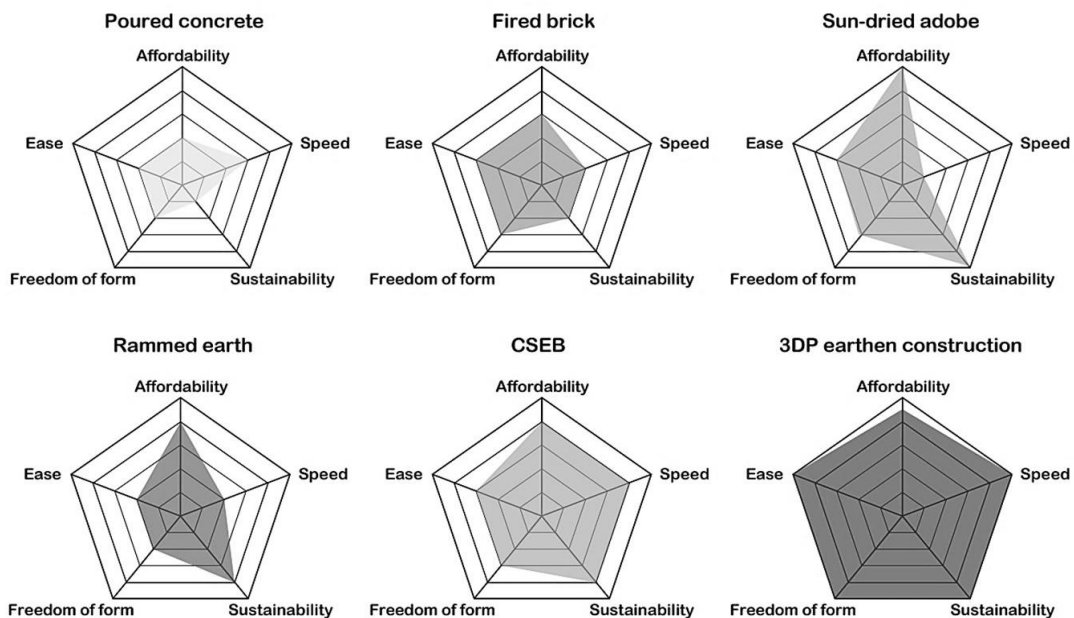 Poured concrete
Fired brick
Sun-dried adobe
Affordability
Affordability
Affordability
Ease
Speed
Ease
Speed
Ease
Speed
Freedom of form
Sustainability
Freedom of form
Sustainability
Freedom of form
Sustainability
Rammed earth
CSEB
3DP earthen construction
Affordability
Affordability
Affordability
Ease
Speed
Ease
Speed
Ease
Speed
Freedom of form
Sustainability
Freedom of form
Sustainability
Freedom of form
Sustainability